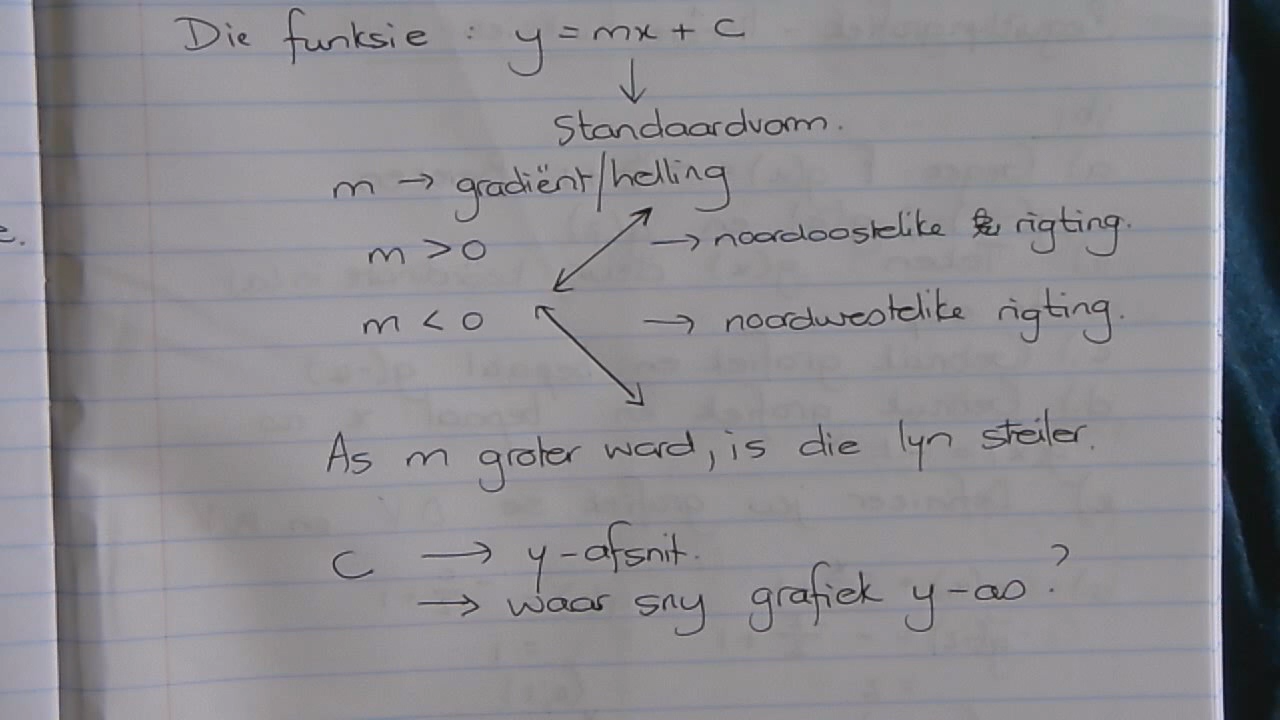 Die funksie : y = mx + c
↓
standaardvorm.
m → gradiënt/helling
m > 0 → noordoostelike rigting.
m < 0 → noordwestelike rigting.
As m groter word, is die lyn steiler.
c → y-afsnit.
→ waar sny grafiek y-as?